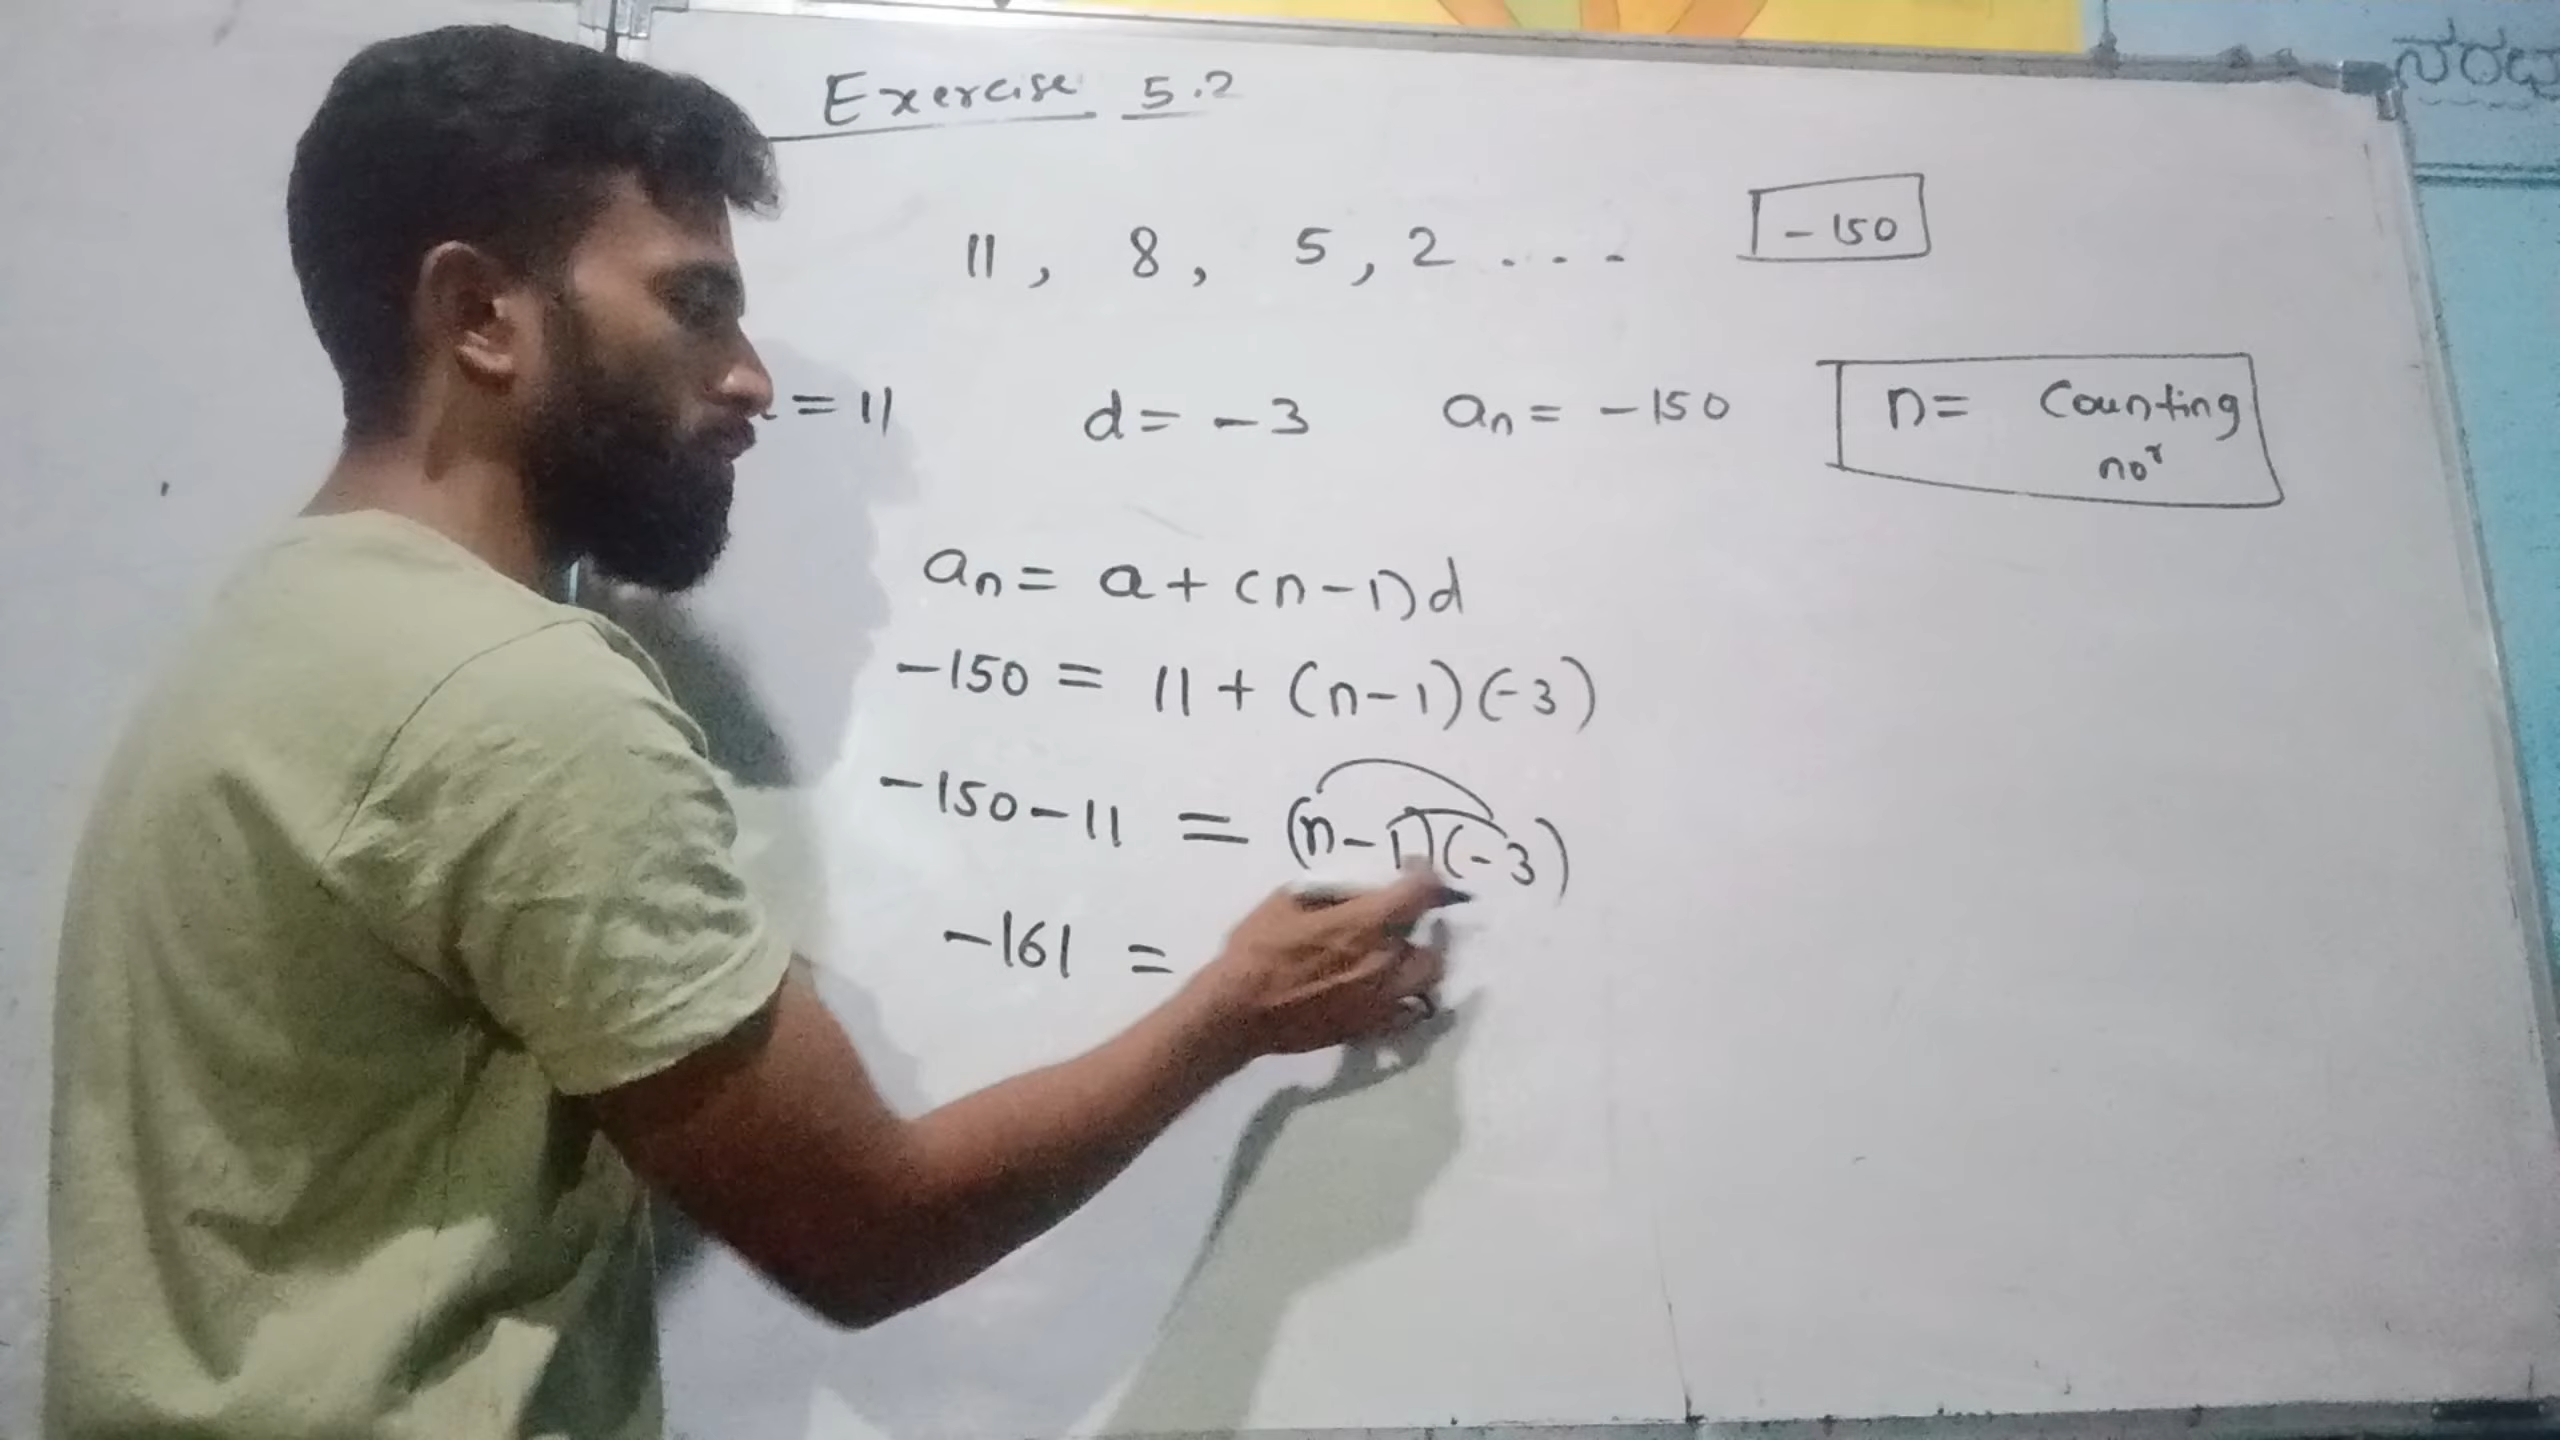 Exercise 5.2
11, 8, 5, 2 ....
-150
= 11 d = -3 an = -150
n = Counting
noʳ
an = a + (n-1)d
-150 = 11 + (n-1)(-3)
-150-11 = (n-1)(-3)
-161 =